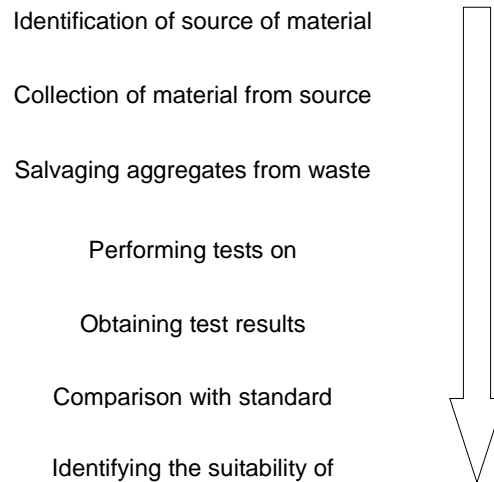 Identification of source of material
Collection of material from source
Salvaging aggregates from waste
Performing tests on
Obtaining test results
Comparison with standard
Identifying the suitability of